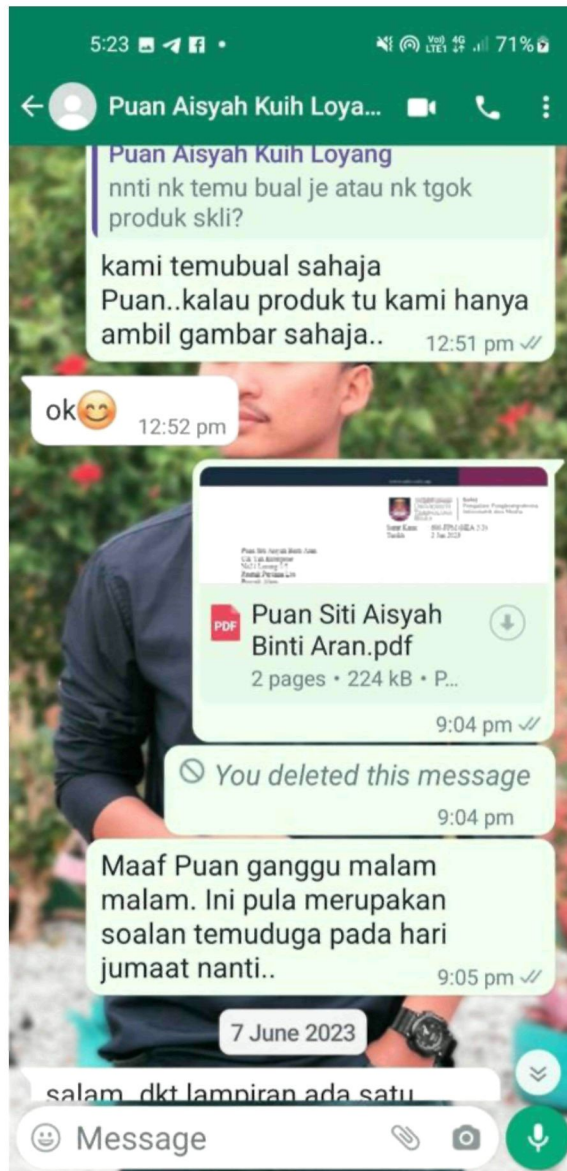 5:23
Voi) 4G
LTE1 71%
Puan Aisyah Kuih Loya...
Puan Aisyah Kuih Loyang
nnti nk temu bual je atau nk tgok
produk skli?
kami temubual sahaja
Puan..kalau produk tu kami hanya
ambil gambar sahaja..
12:51 pm
ok😊
12:52 pm
PDF
Puan Siti Aisyah
Binti Aran.pdf
2 pages • 224 kB • P...
9:04 pm
You deleted this message
9:04 pm
Maaf Puan ganggu malam
malam. Ini pula merupakan
soalan temuduga pada hari
jumaat nanti..
9:05 pm
7 June 2023
salam dkt lampiran ada satu
Message